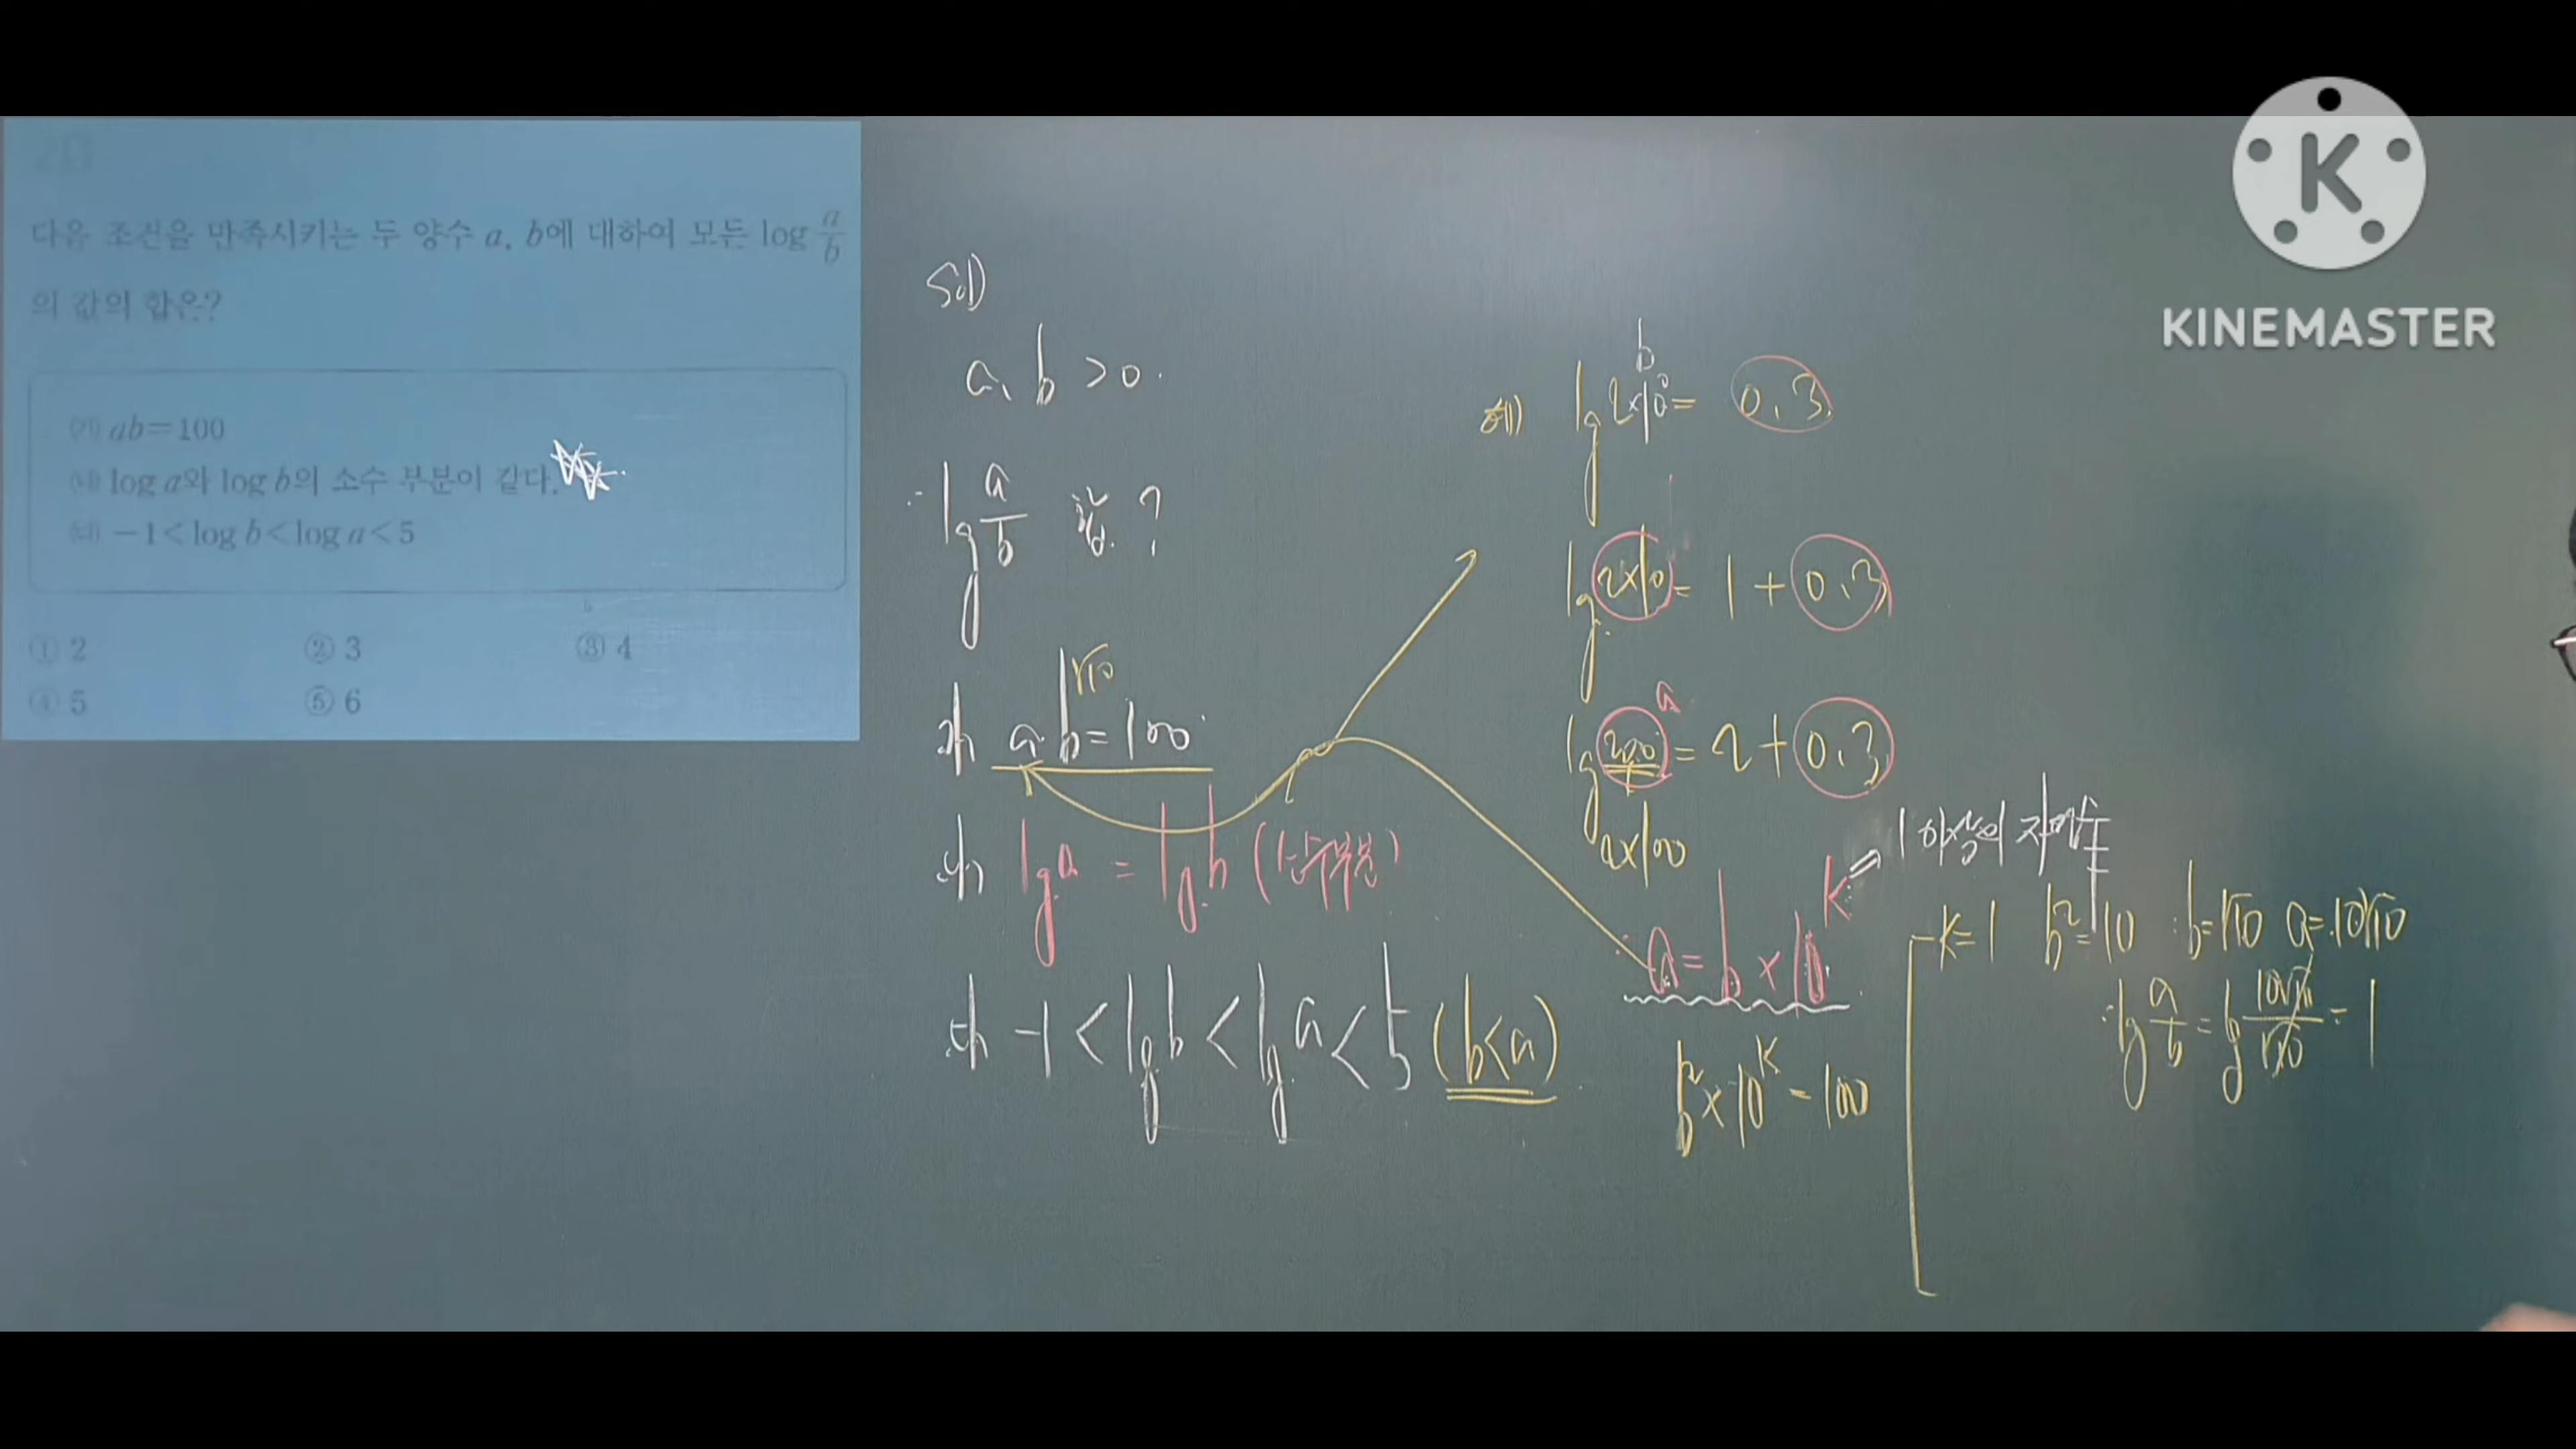 다음 조건을 만족시키는 두 양수 a, b에 대하여 모든 log a/b
의 값의 합은?
(가) ab=100
(나) log a와 log b의 소수 부분이 같다.
(다) -1<log b<log a<5
① 2 ② 3 ③ 4
④ 5 ⑤ 6
Sol)
a, b >0.
log a/b 합?
가) ab=100
√10
나) log a = log b (소수부분)
다) -1 < log b < log a < 5 (b<a)
예) log 2×10⁰ = 0.3
b
log 2×10 = 1+0.3
log 200 = 2+0.3
a
2×100
a=b×10^k
1 이상의 자연수
b²×10^k=100
k=1 b²=10 ∴b=√10 a=10√10
∴log a/b = log 10√10/√10 = 1
K
KINEMASTER